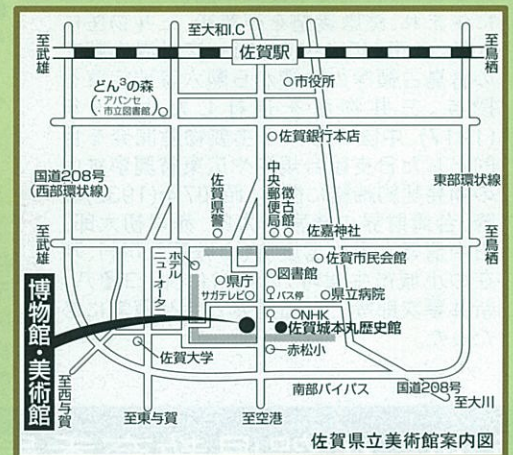 至大和I.C
至武雄
佐賀駅
至鳥栖
どん³の森
(・アバンセ
・市立図書館)
市役所
佐賀銀行本店
国道208号
(西部環状線)
東部環状線
佐賀県警
中央郵便局
徴古館
佐嘉神社
至武雄
至鳥栖
ホテルニューオータニ
佐賀市民会館
県庁
サガテレビ
図書館
バス停
県立病院
NHK
佐賀城本丸歴史館
博物館・美術館
赤松小
佐賀大学
南部バイパス
国道208号
至大川
至西与賀
至東与賀
至空港
佐賀県立美術館案内図